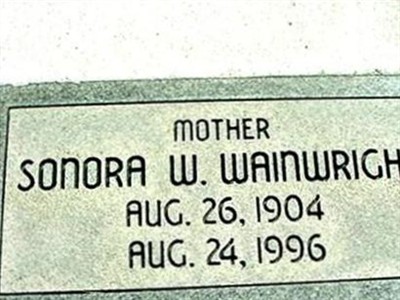 MOTHER
SONORA W. WAINWRIGH
AUG. 26, 1904
AUG. 24, 1996